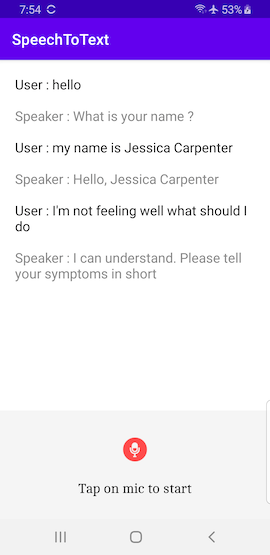 7:54 53%
SpeechToText
User : hello
Speaker : What is your name ?
User : my name is Jessica Carpenter
Speaker : Hello, Jessica Carpenter
User : I'm not feeling well what should I
do
Speaker : I can understand. Please tell
your symptoms in short
Tap on mic to start